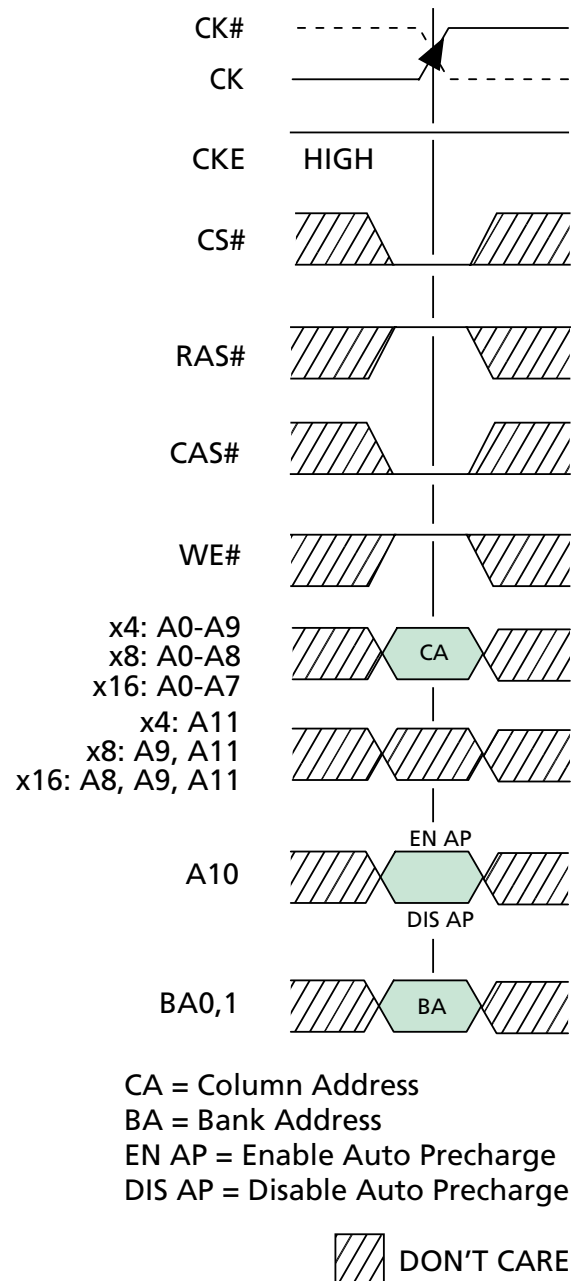 CK#
CK
CKE HIGH
CS#
RAS#
CAS#
WE#
x4: A0-A9
x8: A0-A8
x16: A0-A7
CA
x4: A11
x8: A9, A11
x16: A8, A9, A11
EN AP
A10
DIS AP
BA0,1
BA
CA = Column Address
BA = Bank Address
EN AP = Enable Auto Precharge
DIS AP = Disable Auto Precharge
DON'T CARE